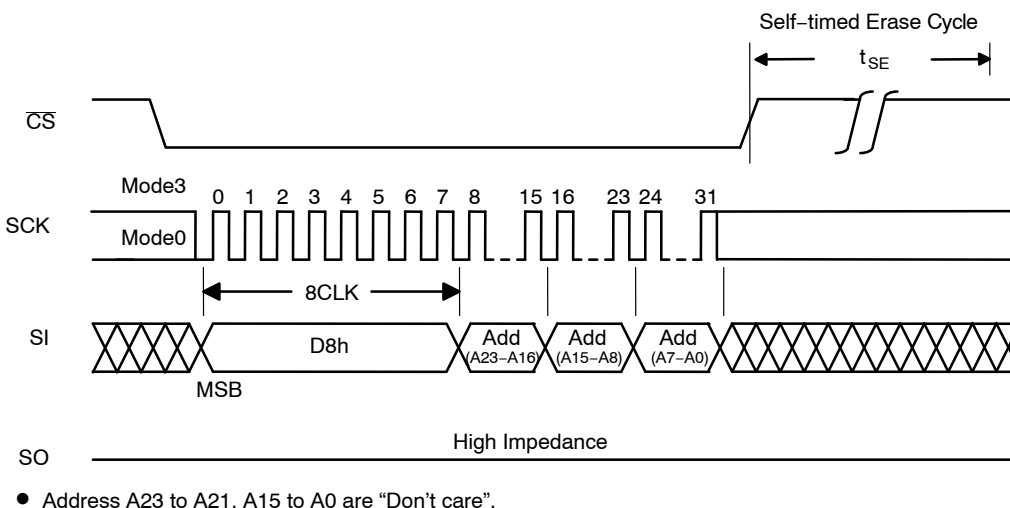 Self−timed Erase Cycle
tSE
CS
Mode3
0 1 2 3 4 5 6 7 8 15 16 23 24 31
SCK
Mode0
8CLK
SI
D8h
Add
(A23−A16)
Add
(A15−A8)
Add
(A7−A0)
MSB
High Impedance
SO
● Address A23 to A21, A15 to A0 are “Don’t care”.